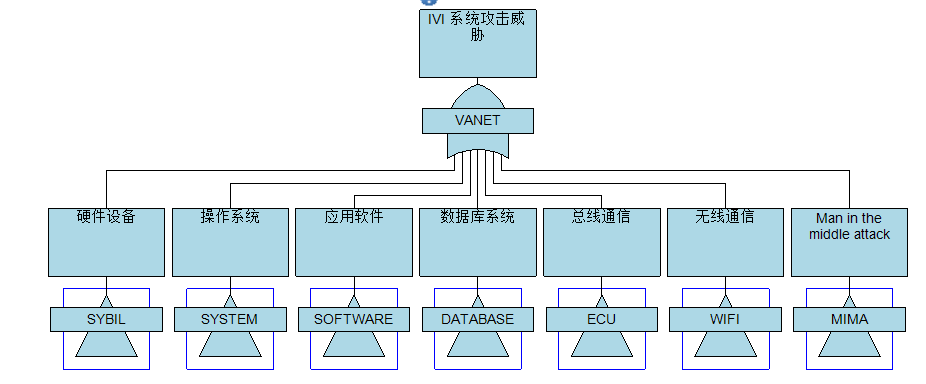 IVI 系统攻击威
胁
VANET
硬件设备
操作系统
应用软件
数据库系统
总线通信
无线通信
Man in the
middle attack
SYBIL
SYSTEM
SOFTWARE
DATABASE
ECU
WIFI
MIMA